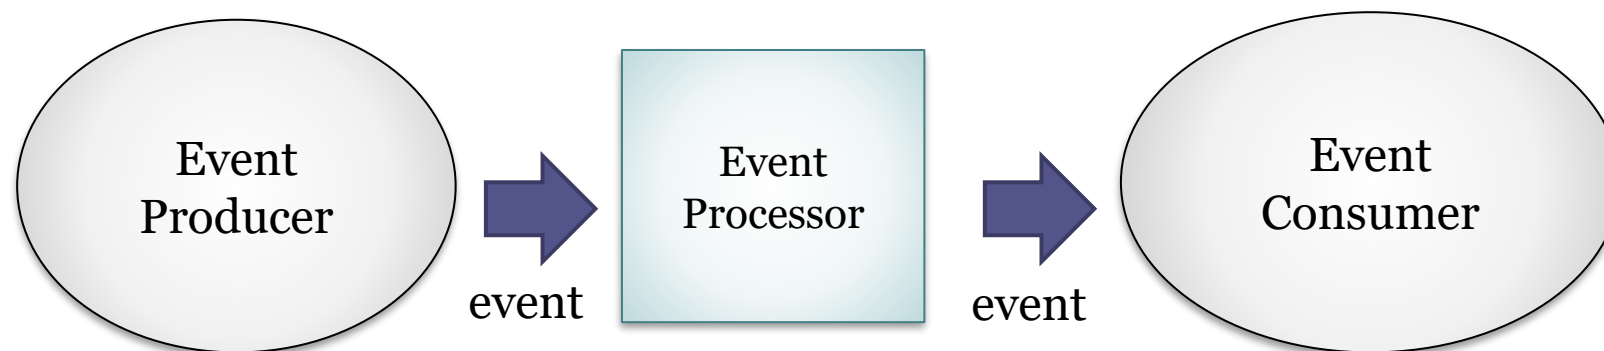 Event
Producer
event
Event
Processor
event
Event
Consumer